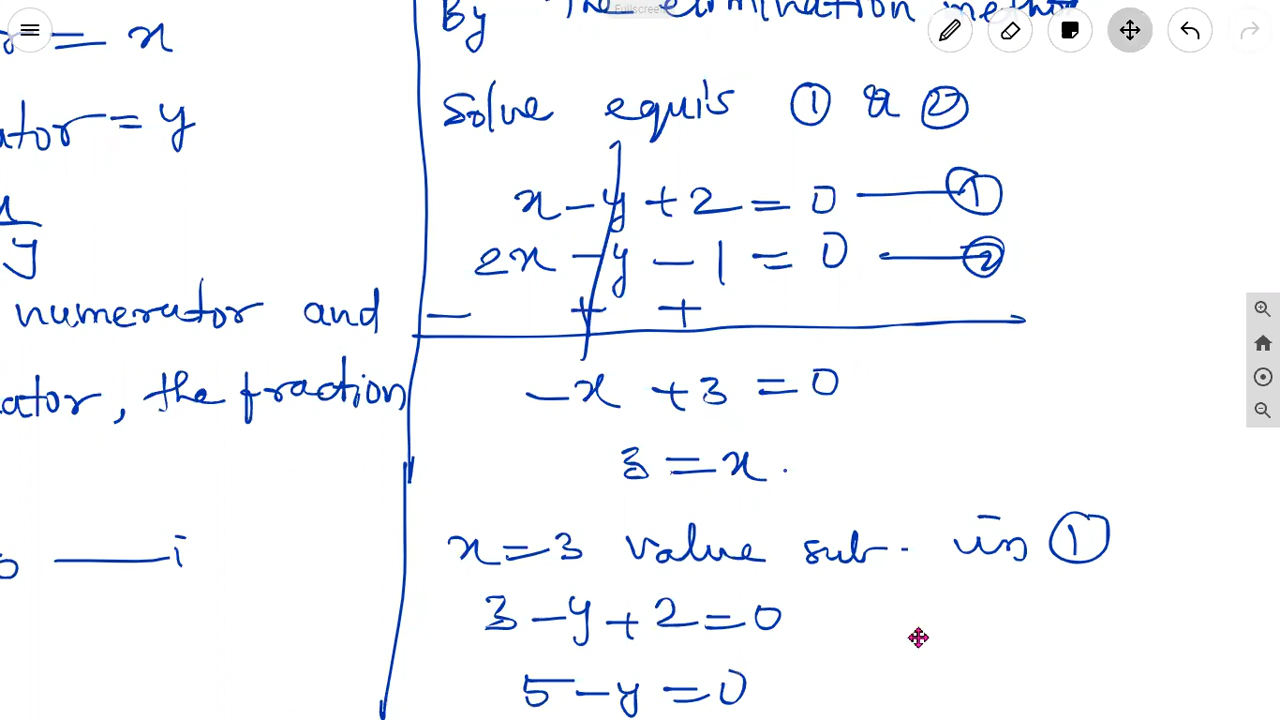 = x
ator = y
x
y
numerator and
ator, the fraction
i
Fullscreen
By the elimination method
Solve equ's ① & ②
x - y + 2 = 0 — ①
2x - y - 1 = 0 — ②
- + +
-x + 3 = 0
3 = x.
x = 3 value sub. in ①
3 - y + 2 = 0
5 - y = 0